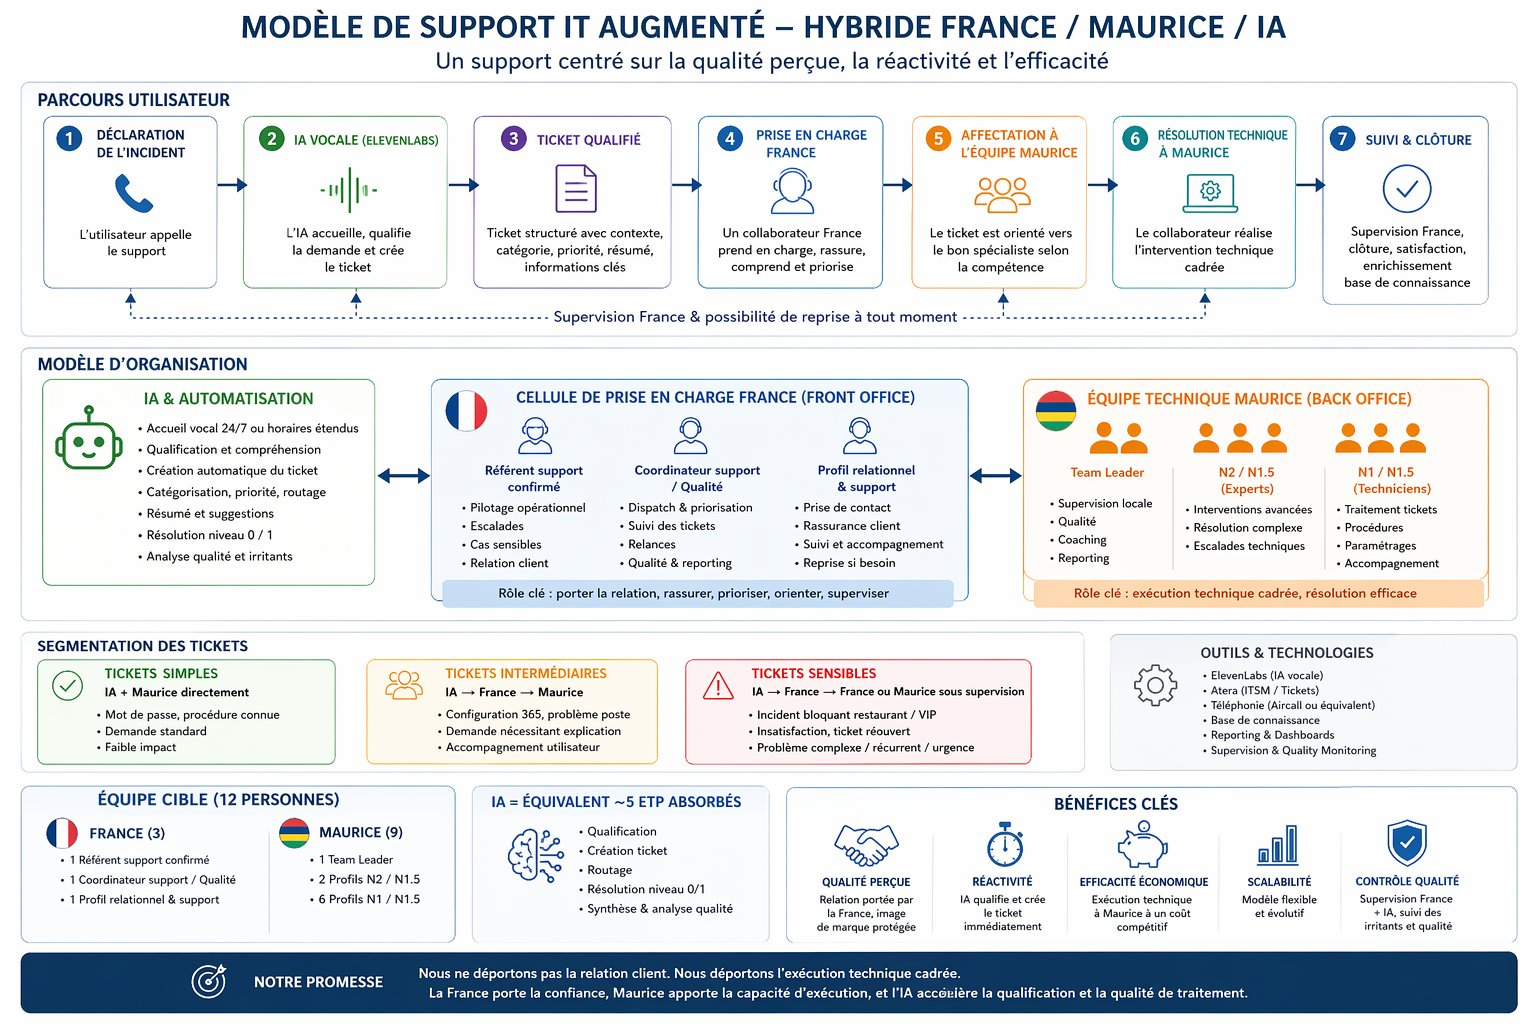 MODÈLE DE SUPPORT IT AUGMENTÉ – HYBRIDE FRANCE / MAURICE / IA
Un support centré sur la qualité perçue, la réactivité et l'efficacité
PARCOURS UTILISATEUR
1
DÉCLARATION
DE L'INCIDENT
L'utilisateur appelle
le support
2
IA VOCALE (ELEVENLABS)
L'IA accueille, qualifie
la demande et crée
le ticket
3
TICKET QUALIFIÉ
Ticket structuré avec contexte,
catégorie, priorité, résumé,
informations clés
4
PRISE EN CHARGE
FRANCE
Un collaborateur France
prend en charge, rassure,
comprend et priorise
5
AFFECTATION À
L'ÉQUIPE MAURICE
Le ticket est orienté vers
le bon spécialiste selon
la compétence
6
RÉSOLUTION TECHNIQUE
À MAURICE
Le collaborateur réalise
l'intervention technique
cadrée
7
SUIVI & CLÔTURE
Supervision France,
clôture, satisfaction,
enrichissement
base de connaissance
Supervision France & possibilité de reprise à tout moment
MODÈLE D'ORGANISATION
IA & AUTOMATISATION
• Accueil vocal 24/7 ou horaires étendus
• Qualification et compréhension
• Création automatique du ticket
• Catégorisation, priorité, routage
• Résumé et suggestions
• Résolution niveau 0 / 1
• Analyse qualité et irritants
CELLULE DE PRISE EN CHARGE FRANCE (FRONT OFFICE)
Référent support
confirmé
• Pilotage opérationnel
• Escalades
• Cas sensibles
• Relation client
Coordinateur support
/ Qualité
• Dispatch & priorisation
• Suivi des tickets
• Relances
• Qualité & reporting
Profil relationnel
& support
• Prise de contact
• Rassurance client
• Suivi et accompagnement
• Reprise si besoin
Rôle clé : porter la relation, rassurer, prioriser, orienter, superviser
ÉQUIPE TECHNIQUE MAURICE (BACK OFFICE)
Team Leader
• Supervision locale
• Qualité
• Coaching
• Reporting
N2 / N1.5
(Experts)
• Interventions avancées
• Résolution complexe
• Escalades techniques
N1 / N1.5
(Techniciens)
• Traitement tickets
• Procédures
• Paramétrages
• Accompagnement
Rôle clé : exécution technique cadrée, résolution efficace
SEGMENTATION DES TICKETS
TICKETS SIMPLES
IA + Maurice directement
• Mot de passe, procédure connue
• Demande standard
• Faible impact
TICKETS INTERMÉDIAIRES
IA → France → Maurice
• Configuration 365, problème poste
• Demande nécessitant explication
• Accompagnement utilisateur
TICKETS SENSIBLES
IA → France → France ou Maurice sous supervision
• Incident bloquant restaurant / VIP
• Insatisfaction, ticket réouvert
• Problème complexe / récurrent / urgence
OUTILS & TECHNOLOGIES
• ElevenLabs (IA vocale)
• Atera (ITSM / Tickets)
• Téléphonie (Aircall ou équivalent)
• Base de connaissance
• Reporting & Dashboards
• Supervision & Quality Monitoring
ÉQUIPE CIBLE (12 PERSONNES)
FRANCE (3)
• 1 Référent support confirmé
• 1 Coordinateur support / Qualité
• 1 Profil relationnel & support
MAURICE (9)
• 1 Team Leader
• 2 Profils N2 / N1.5
• 6 Profils N1 / N1.5
IA = ÉQUIVALENT ~5 ETP ABSORBÉS
• Qualification
• Création ticket
• Routage
• Résolution niveau 0/1
• Synthèse & analyse qualité
BÉNÉFICES CLÉS
QUALITÉ PERÇUE
Relation portée par
la France, image
de marque protégée
RÉACTIVITÉ
IA qualifie et crée
le ticket
immédiatement
EFFICACITÉ ÉCONOMIQUE
Exécution technique
à Maurice à un coût
compétitif
SCALABILITÉ
Modèle flexible
et évolutif
CONTRÔLE QUALITÉ
Supervision France
+ IA, suivi des
irritants et qualité
NOTRE PROMESSE
Nous ne déportons pas la relation client. Nous déportons l'exécution technique cadrée.
La France porte la confiance, Maurice apporte la capacité d'exécution, et l'IA la qualification et la qualité de traitement.